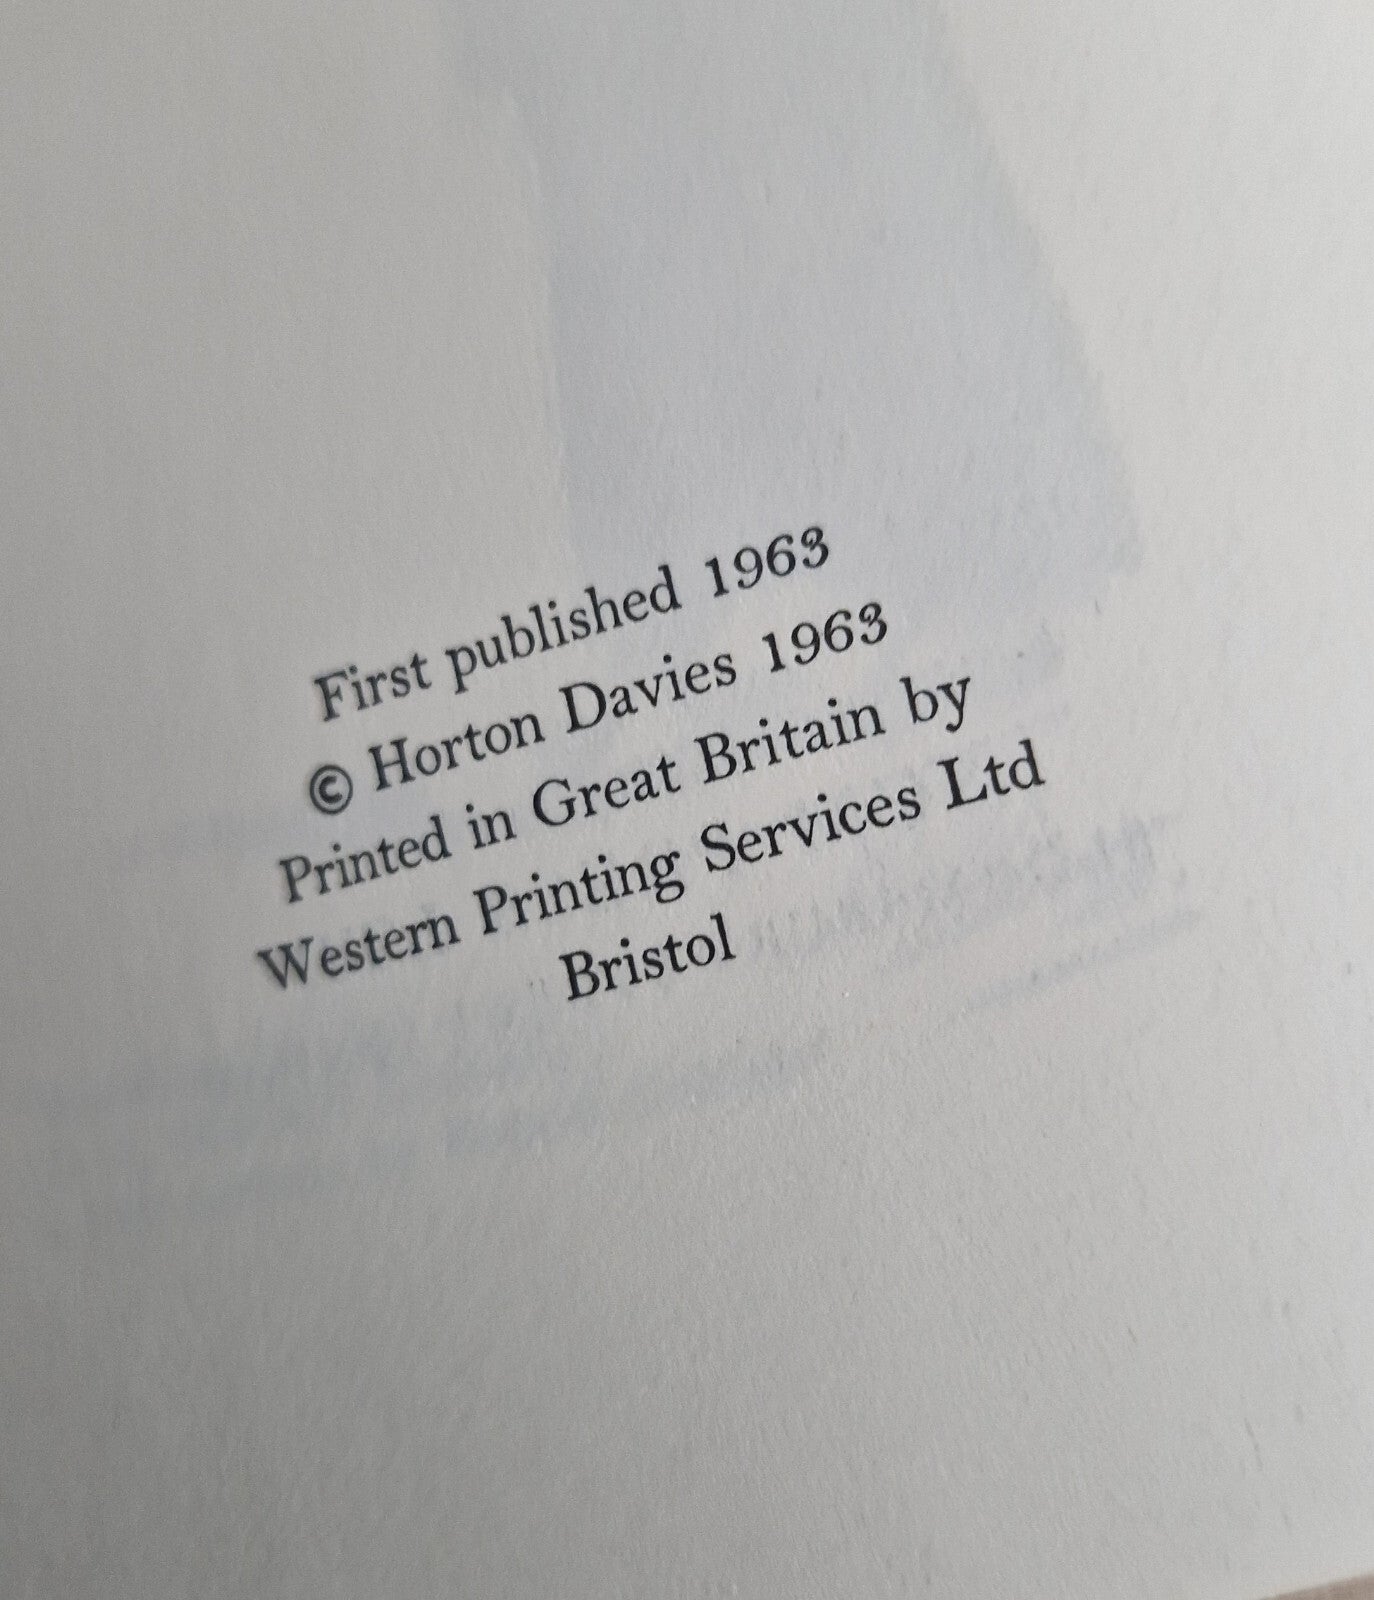 First published 1963
© Horton Davies 1963
Printed in Great Britain by
Western Printing Services Ltd
Bristol